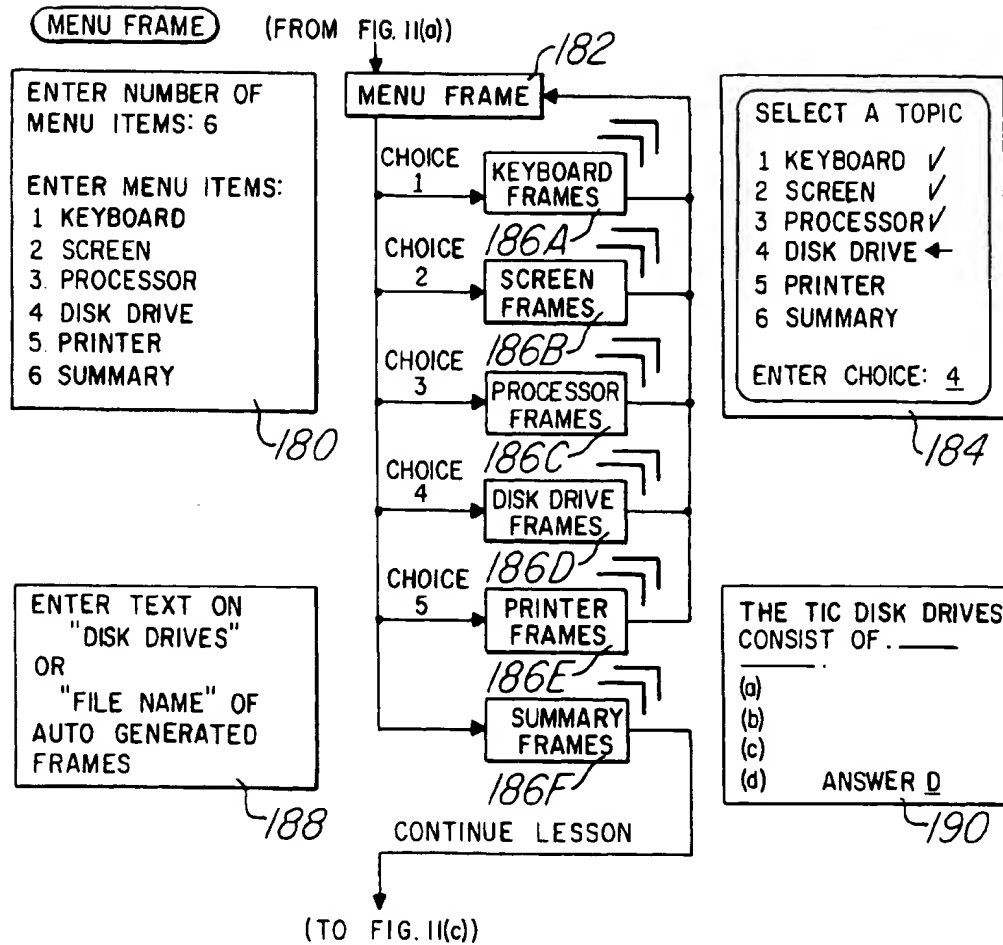 MENU FRAME
(FROM FIG. 11(a))
ENTER NUMBER OF
MENU ITEMS: 6
ENTER MENU ITEMS:
1 KEYBOARD
2 SCREEN
3. PROCESSOR
4 DISK DRIVE
5. PRINTER
6 SUMMARY
180
182
MENU FRAME
CHOICE
1
KEYBOARD
FRAMES
186A
CHOICE
2
SCREEN
FRAMES
186B
CHOICE
3
PROCESSOR
FRAMES
186C
CHOICE
4
DISK DRIVE
FRAMES
186D
CHOICE
5
PRINTER
FRAMES
186E
SUMMARY
FRAMES
186F
CONTINUE LESSON
(TO FIG. 11(c))
SELECT A TOPIC
1 KEYBOARD ✓
2 SCREEN ✓
3 PROCESSOR ✓
4 DISK DRIVE ←
5 PRINTER
6 SUMMARY
ENTER CHOICE: 4
184
ENTER TEXT ON
"DISK DRIVES"
OR
"FILE NAME" OF
AUTO GENERATED
FRAMES
188
THE TIC DISK DRIVES
CONSIST OF. ____
____.
(a)
(b)
(c)
(d) ANSWER D
190